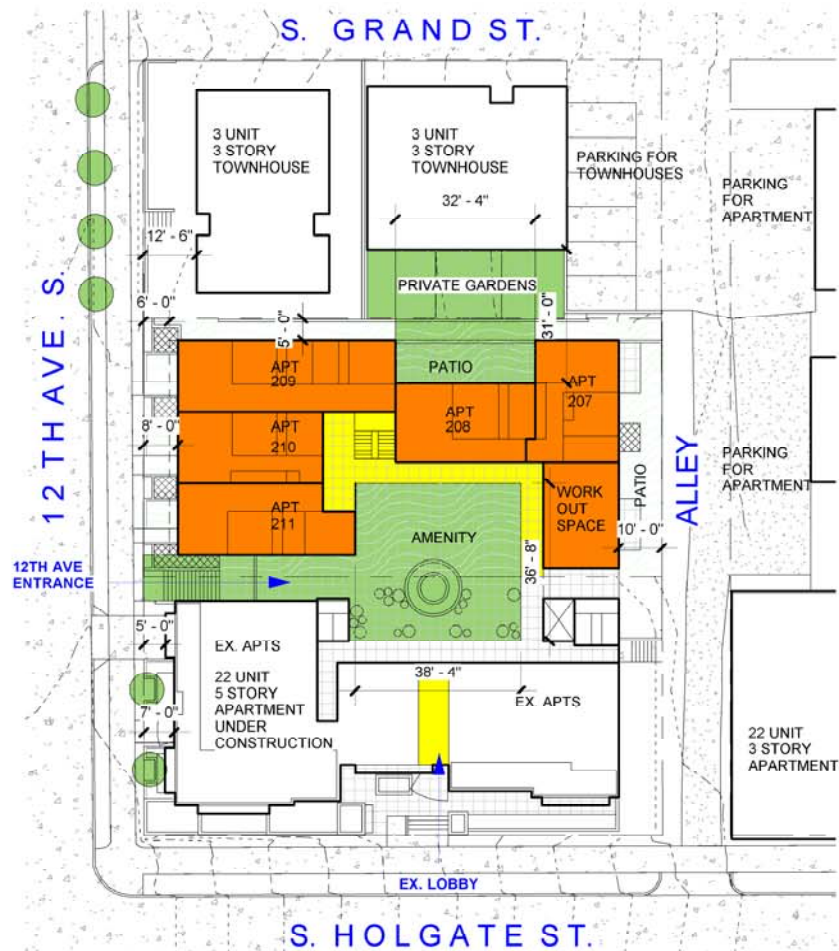 S. GRAND ST.
3 UNIT
3 STORY
TOWNHOUSE
3 UNIT
3 STORY
TOWNHOUSE
PARKING FOR
TOWNHOUSES
PARKING
FOR
APARTMENT
32' - 4"
12' - 6"
PRIVATE GARDENS
6' - 0"
5' - 0"
31' - 0"
12 TH AVE. S.
APT
209
PATIO
APT
207
APT
208
8' - 0"
APT
210
ALLEY
PARKING
FOR
APARTMENT
PATIO
WORK
OUT
SPACE
APT
211
AMENITY
10' - 0"
36' - 8"
12TH AVE
ENTRANCE
5' - 0"
EX. APTS
22 UNIT
5 STORY
APARTMENT
UNDER
CONSTRUCTION
38' - 4"
EX. APTS
7' - 0"
22 UNIT
3 STORY
APARTMENT
EX. LOBBY
S. HOLGATE ST.